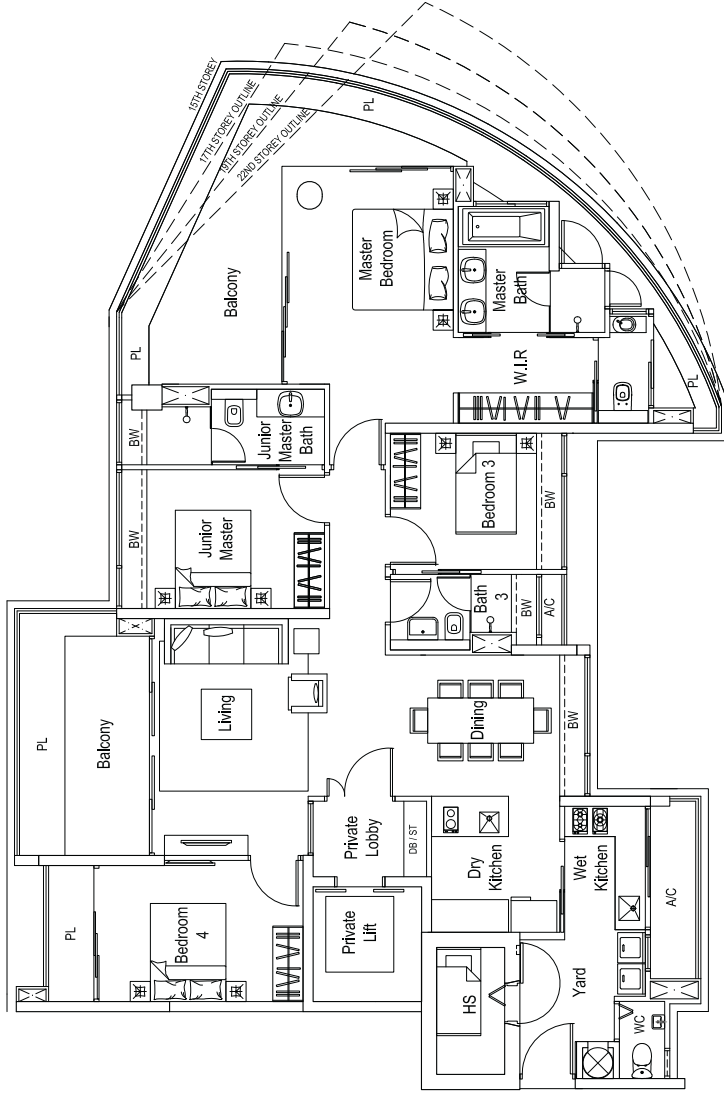 15TH STOREY
17TH STOREY OUTLINE
19TH STOREY OUTLINE
22ND STOREY OUTLINE
PL
Balcony
Master
Bedroom
Master
Bath
W.I.R
PL
PL
BW
Junior
Master
Bath
Junior
Master
BW
Bedroom 3
BW
Bath
3
BW
A/C
PL
Balcony
Living
Dining
BW
Private
Lobby
DB / ST
Dry
Kitchen
Wet
Kitchen
A/C
PL
Bedroom
4
Private
Lift
HS
Yard
WC